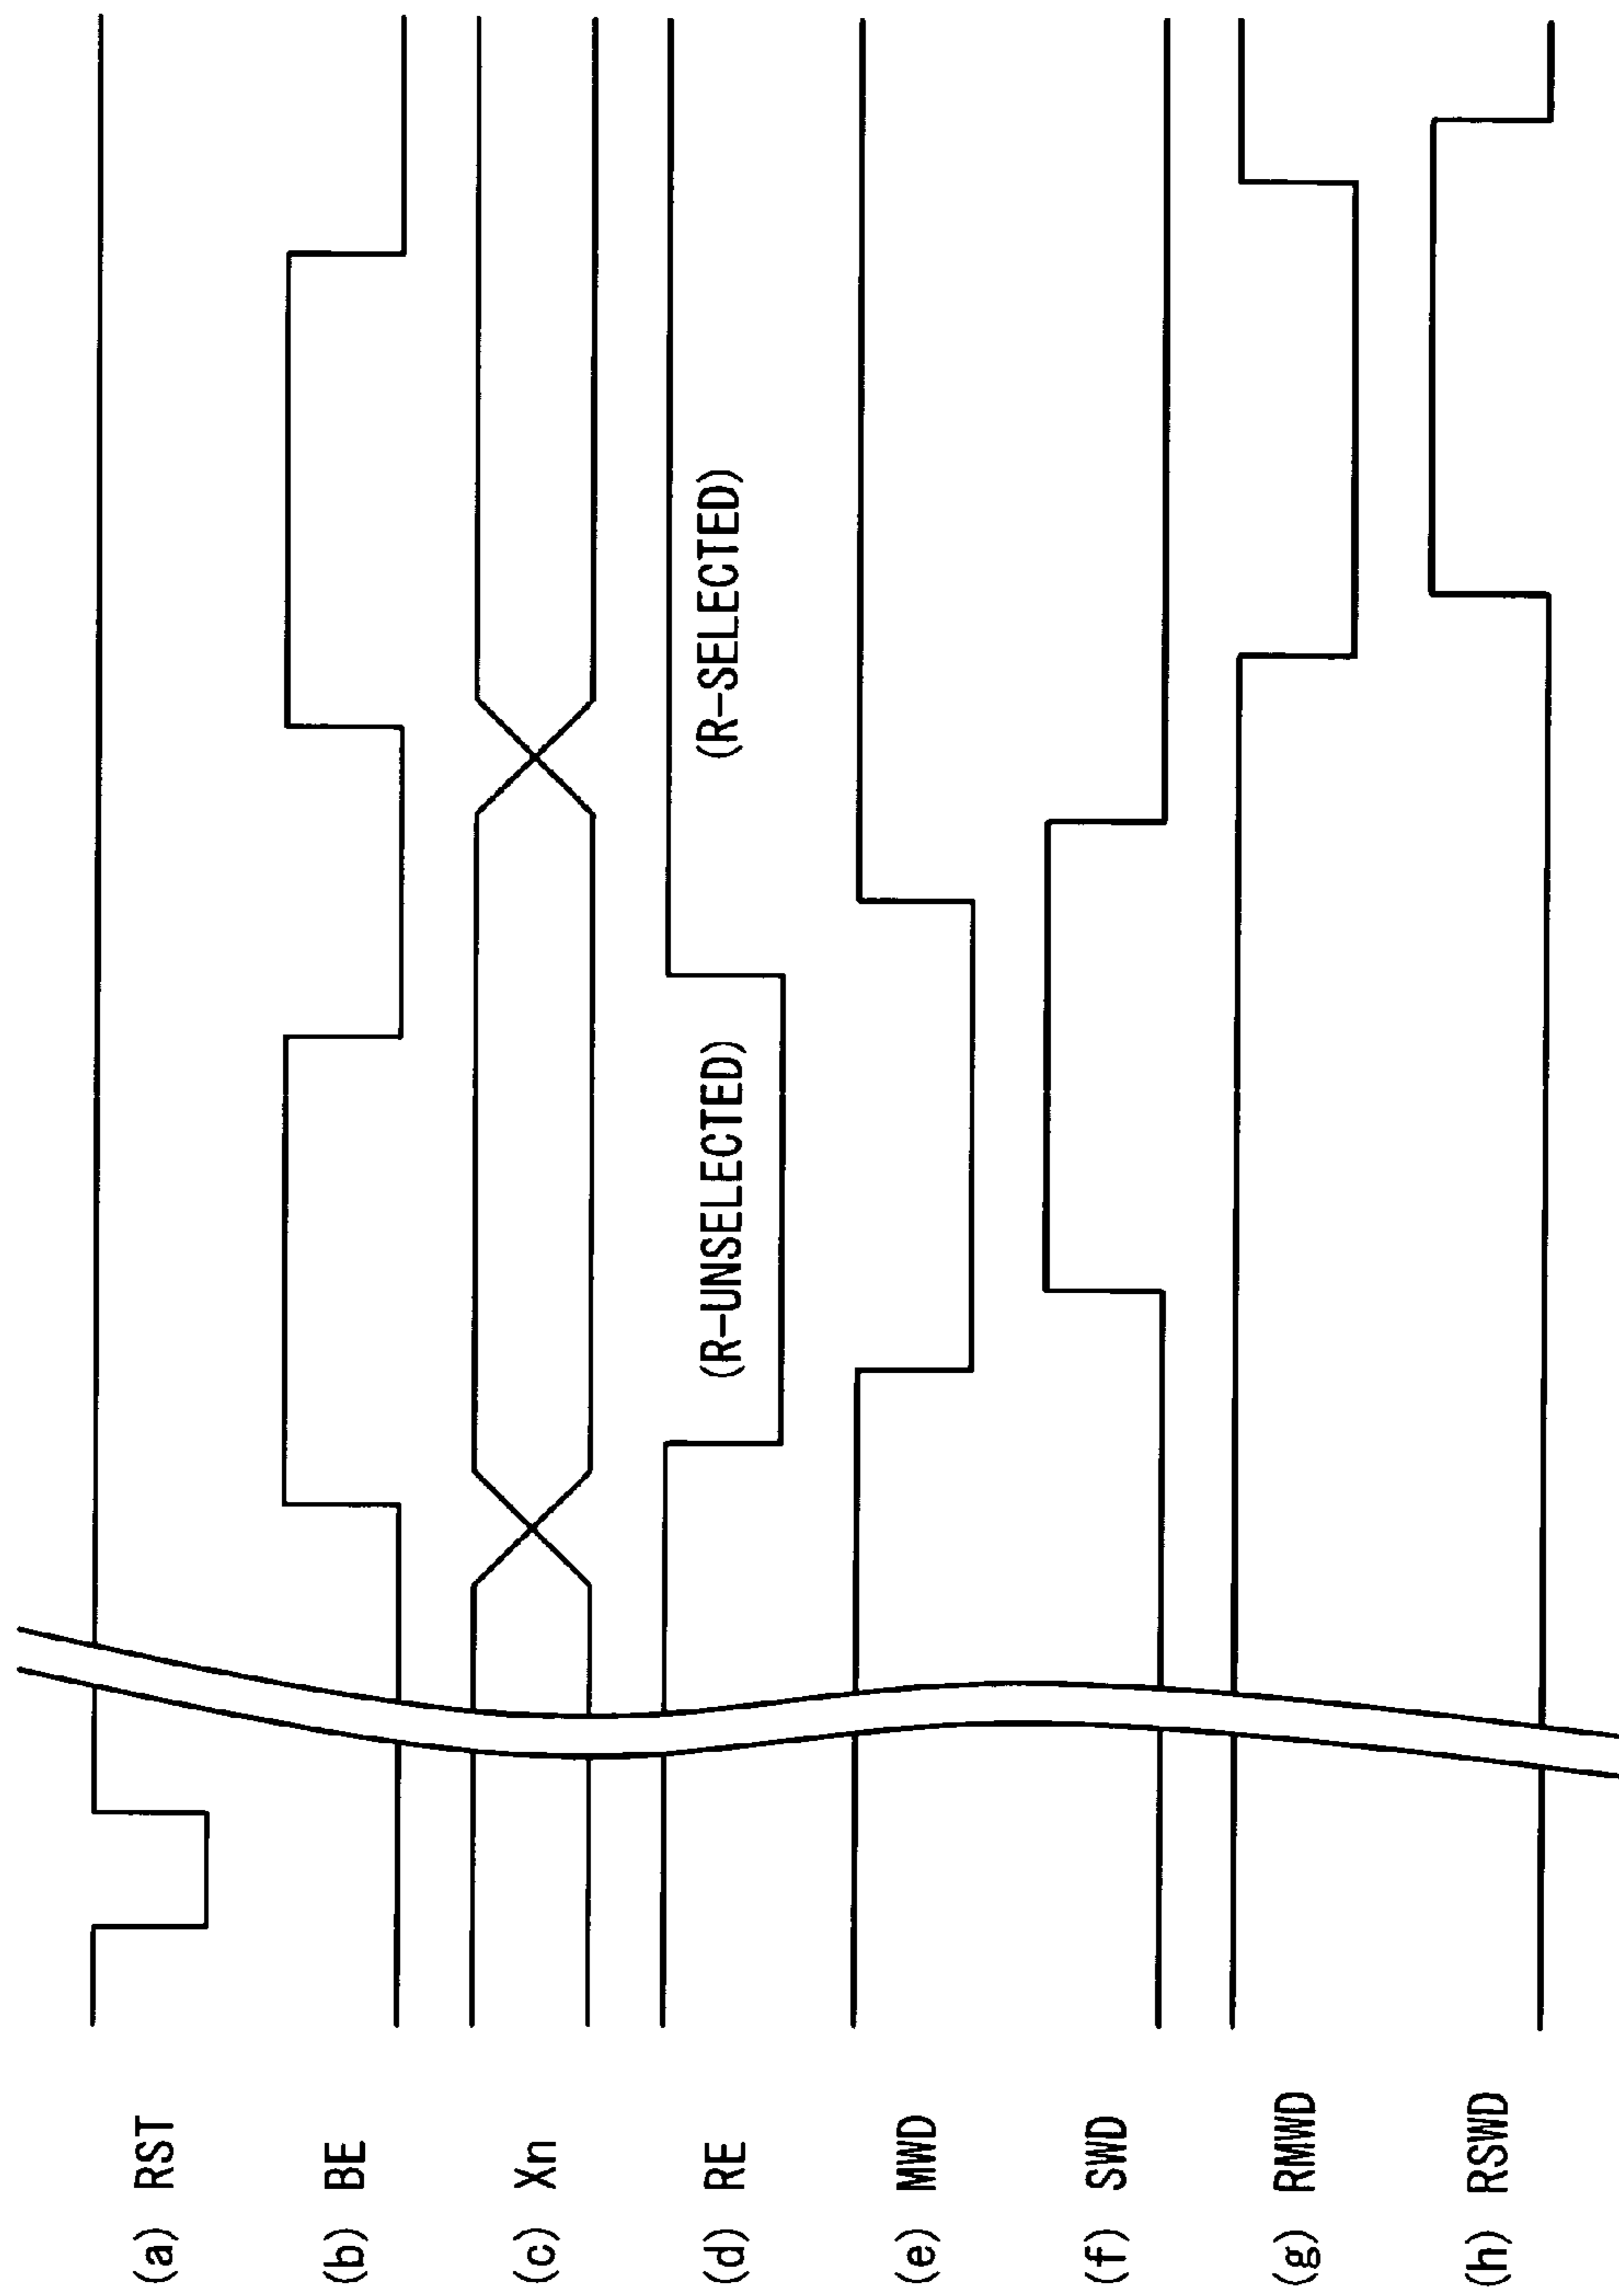 (a) RST
(b) BE
(c) Xn
(d) RE
(R-UNSELECTED)
(R-SELECTED)
(e) MWD
(f) SWD
(g) RMWD
(h) RSWD